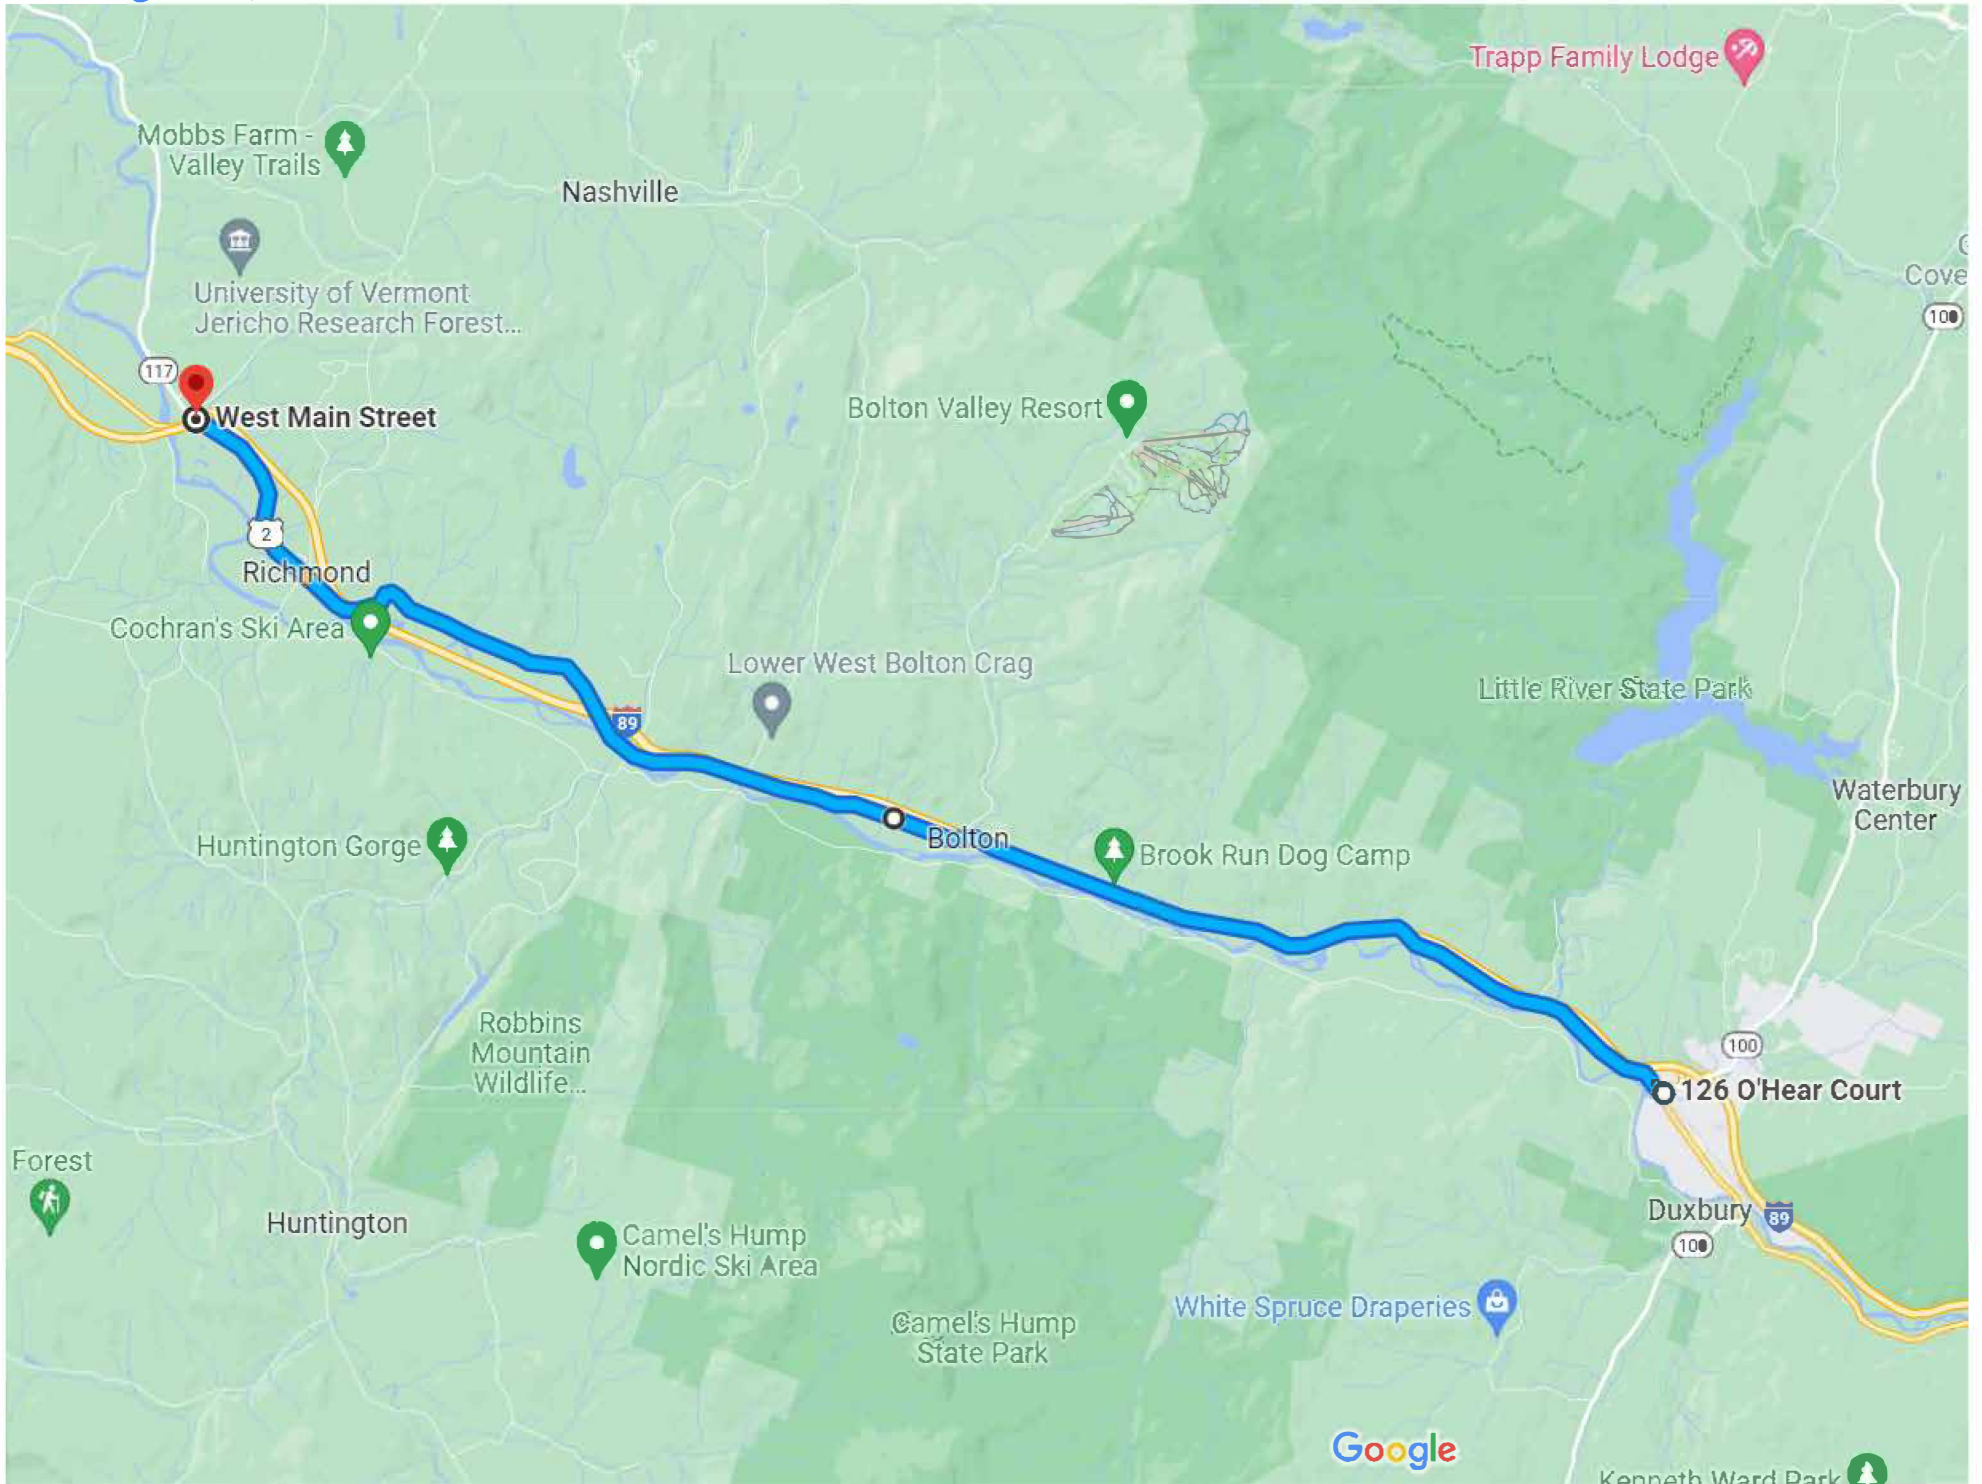 Trapp Family Lodge
Mobbs Farm -
Valley Trails
Nashville
University of Vermont
Jericho Research Forest...
Cove
100
117
West Main Street
Bolton Valley Resort
2
Richmond
Cochran's Ski Area
Lower West Bolton Crag
Little River State Park
89
Waterbury
Center
Bolton
Huntington Gorge
Brook Run Dog Camp
Robbins
Mountain
Wildlife...
100
126 O'Hear Court
Forest
Huntington
Duxbury
89
100
Camel's Hump
Nordic Ski Area
White Spruce Draperies
Camel's Hump
State Park
Google
Kenneth Ward Park